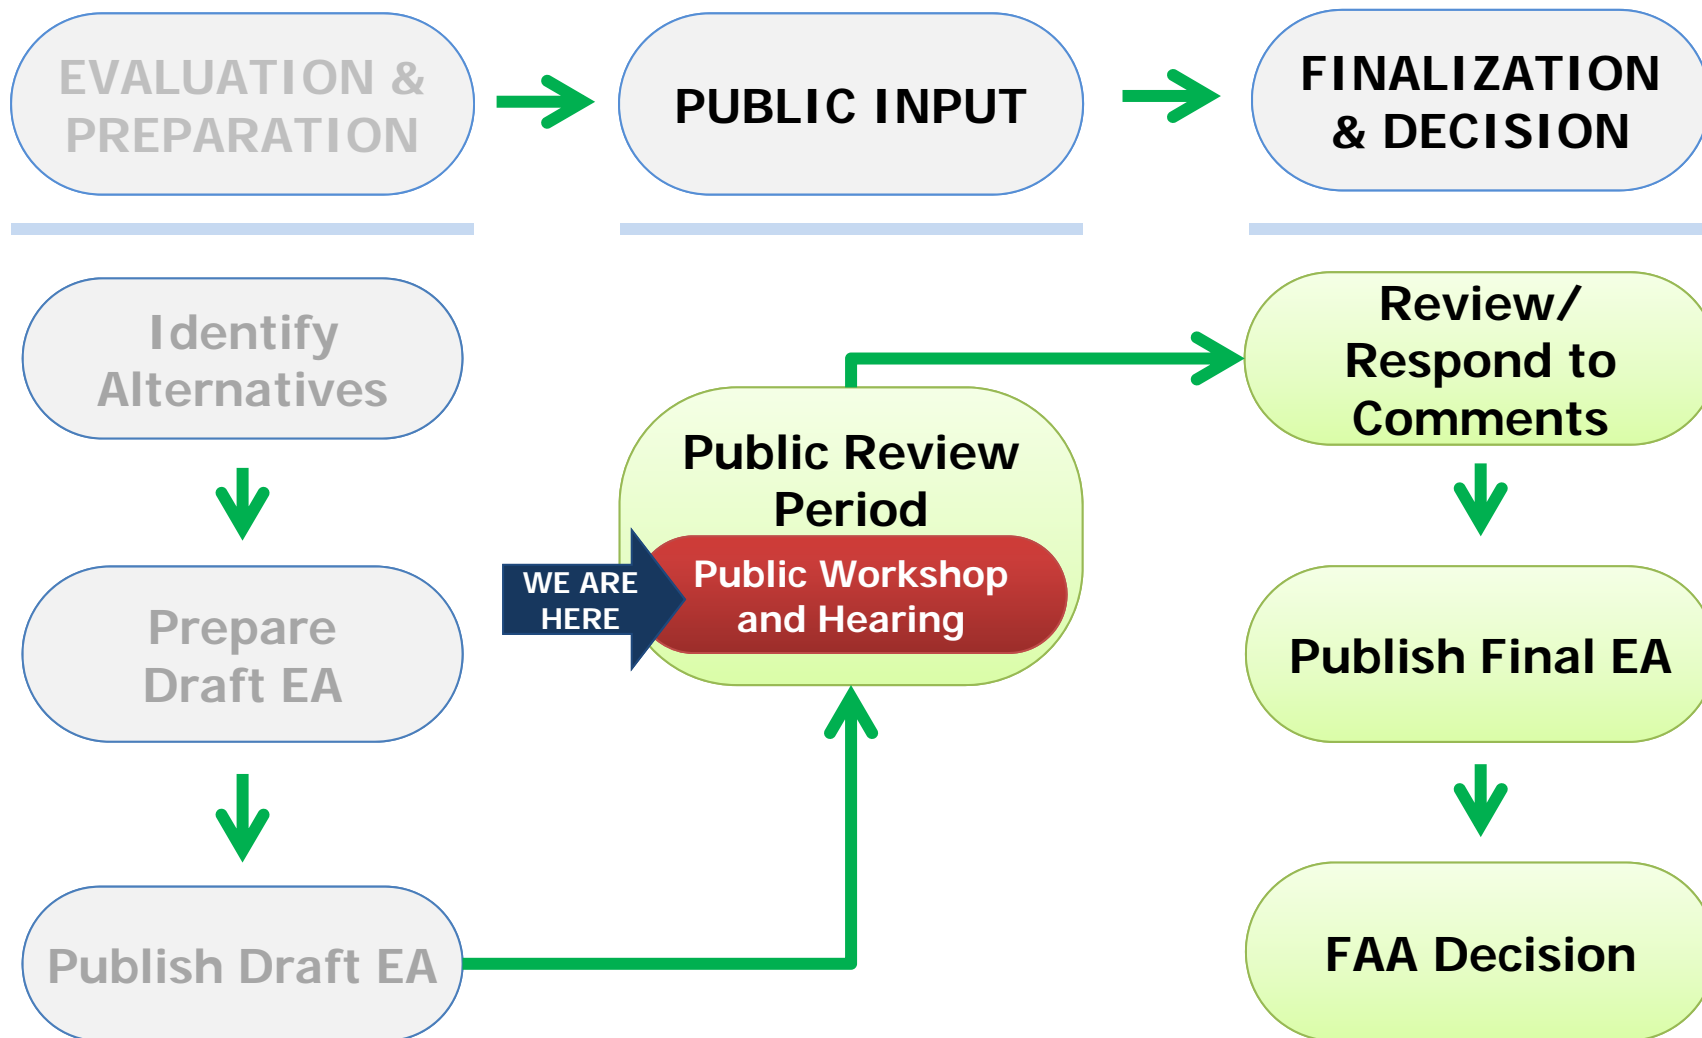 EVALUATION &
PREPARATION
PUBLIC INPUT
FINALIZATION
& DECISION
Identify
Alternatives
Prepare
Draft EA
Publish Draft EA
Public Review
Period
WE ARE
HERE
Public Workshop
and Hearing
Review/
Respond to
Comments
Publish Final EA
FAA Decision